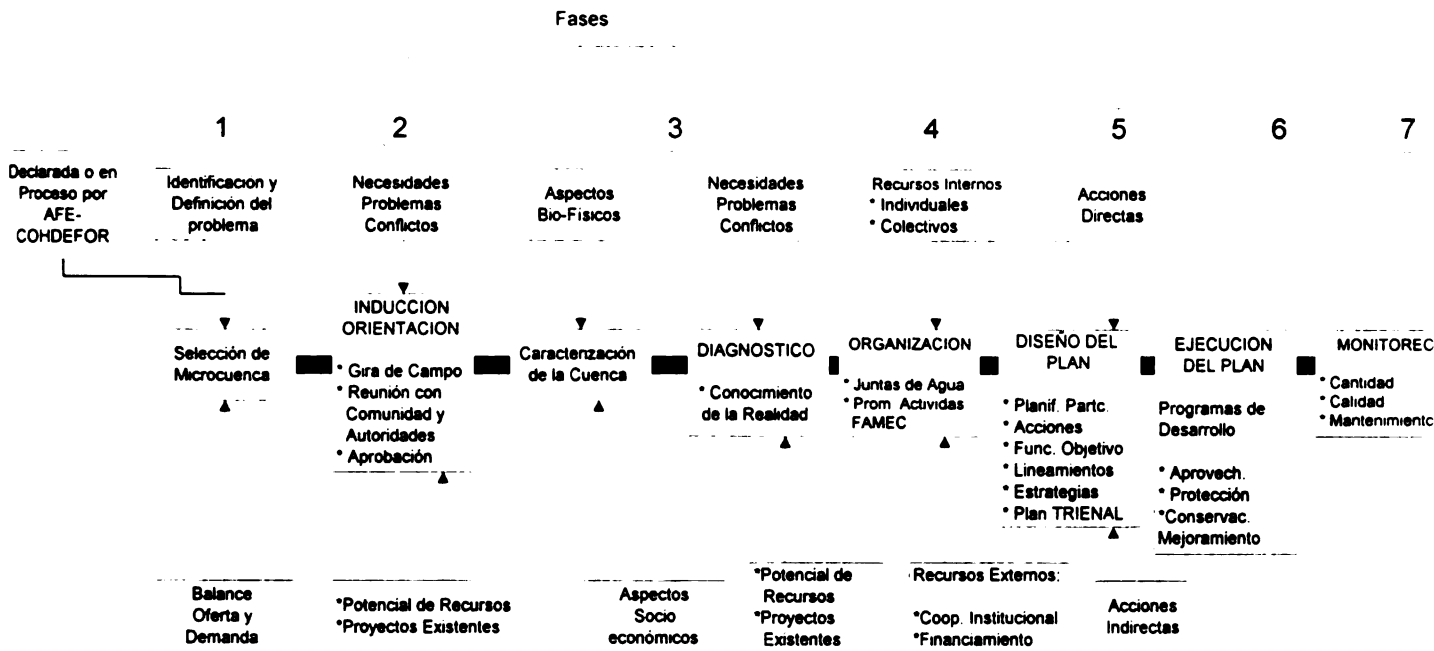 Fases
1
2
3
4
5
6
7
Declarada o en
Proceso por
AFE-
COHDEFOR
Identificación y
Definición del
problema
Necesidades
Problemas
Conflictos
Aspectos
Bio-Físicos
Necesidades
Problemas
Conflictos
Recursos Internos
* Individuales
* Colectivos
Acciones
Directas
Selección de
Microcuenca
INDUCCION
ORIENTACION
* Gira de Campo
* Reunión con
Comunidad y
Autoridades
* Aprobación
Caracterización
de la Cuenca
DIAGNOSTICO
* Conocimiento
de la Realidad
ORGANIZACION
* Juntas de Agua
* Prom. Actividas
FAMEC
DISEÑO DEL
PLAN
* Planif. Partc.
* Acciones
* Func. Objetivo
* Lineamientos
* Estrategias
* Plan TRIENAL
EJECUCION
DEL PLAN
Programas de
Desarrollo
* Aprovech.
* Protección
*Conservac.
Mejoramiento
MONITOREO
* Cantidad
* Calidad
* Mantenimiento
Balance
Oferta y
Demanda
*Potencial de Recursos
*Proyectos Existentes
Aspectos
Socio
económicos
*Potencial de
Recursos
*Proyectos
Existentes
Recursos Externos:
*Coop. Institucional
*Financiamiento
Acciones
Indirectas